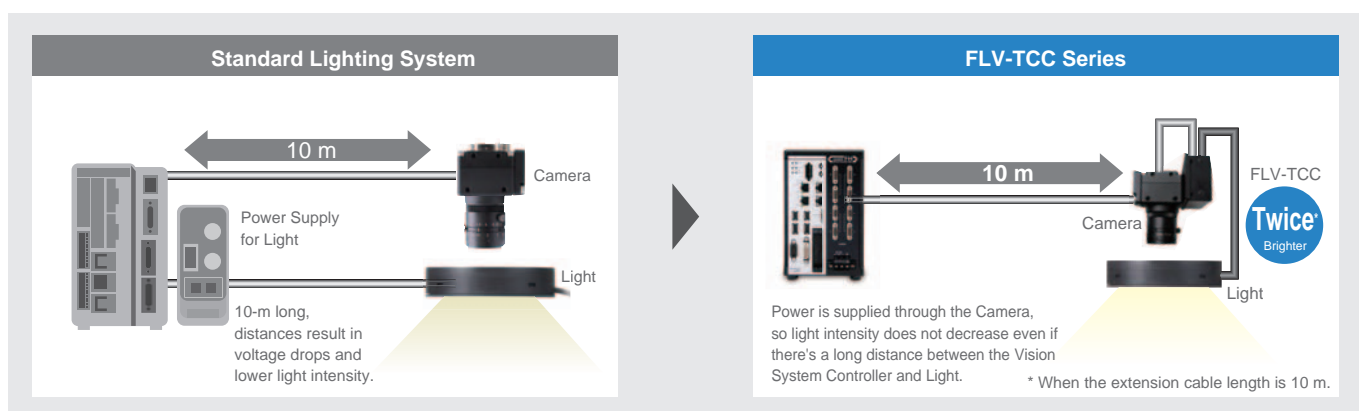 Standard Lighting System
10 m
Camera
Power Supply
for Light
Light
10-m long,
distances result in
voltage drops and
lower light intensity.
FLV-TCC Series
10 m
FLV-TCC
Camera
Twice*
Brighter
Light
Power is supplied through the Camera,
so light intensity does not decrease even if
there's a long distance between the Vision
System Controller and Light.
* When the extension cable length is 10 m.